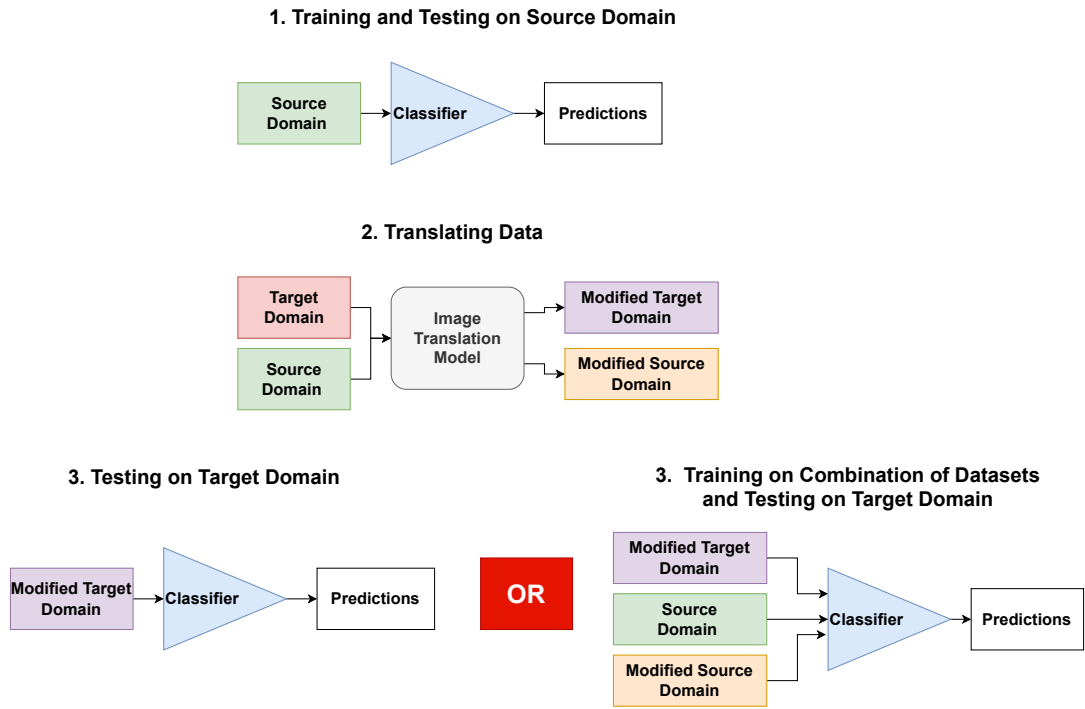 1. Training and Testing on Source Domain
Source
Domain
Classifier
Predictions
2. Translating Data
Target
Domain
Source
Domain
Image
Translation
Model
Modified Target
Domain
Modified Source
Domain
3. Testing on Target Domain
Modified Target
Domain
Classifier
Predictions
OR
3. Training on Combination of Datasets
and Testing on Target Domain
Modified Target
Domain
Source
Domain
Modified Source
Domain
Classifier
Predictions